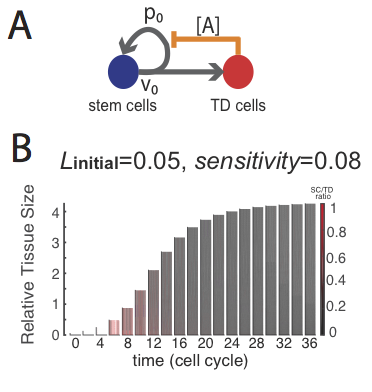 A
p₀
[A]
v₀
stem cells
TD cells
B
Linitial=0.05, sensitivity=0.08
SC/TD
ratio
Relative Tissue Size
4
3
2
1
0
1
0.8
0.6
0.4
0.2
0
0 4 8 12 16 20 24 28 32 36
time (cell cycle)